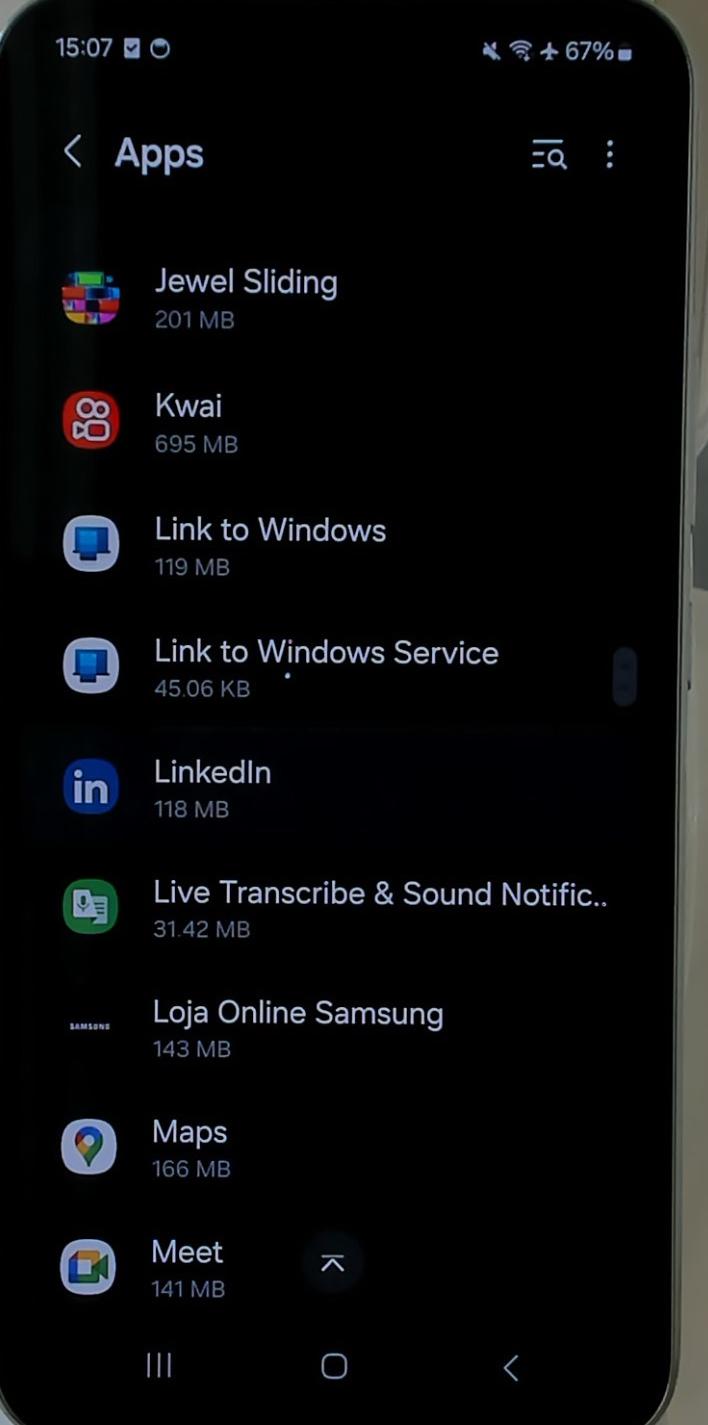 15:07
67%
Apps
Jewel Sliding
201 MB
Kwai
695 MB
Link to Windows
119 MB
Link to Windows Service
45.06 KB
in
LinkedIn
118 MB
Live Transcribe & Sound Notific..
31.42 MB
SAMSUNG
Loja Online Samsung
143 MB
Maps
166 MB
Meet
141 MB